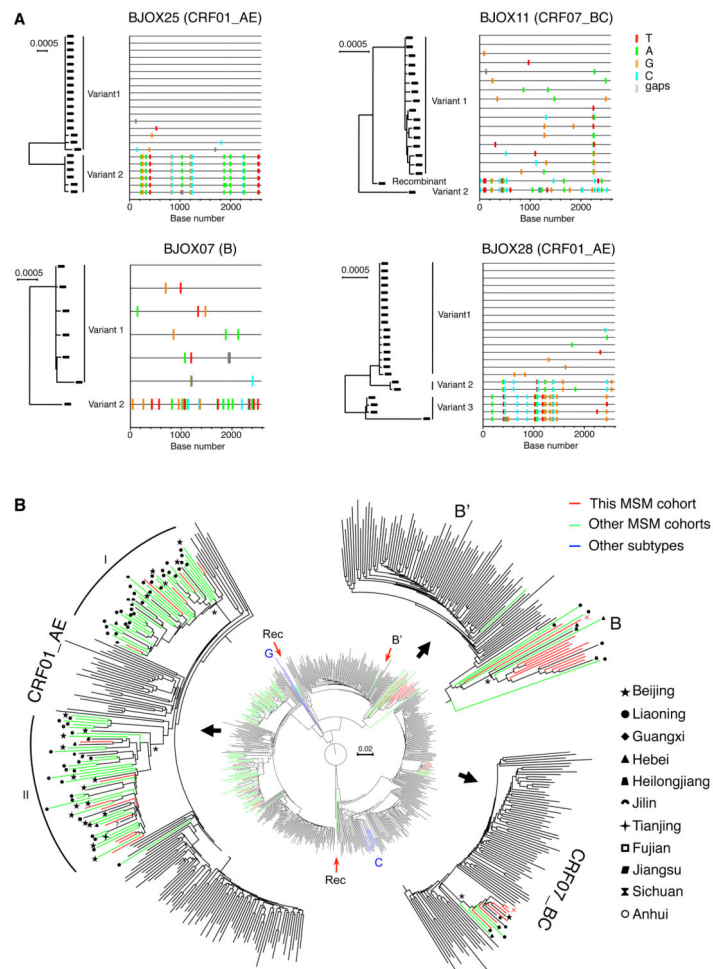 A
BJOX25 (CRF01_AE)
0.0005
Variant1
Variant 2
0 1000 2000
Base number
BJOX11 (CRF07_BC)
0.0005
Variant 1
Recombinant
Variant 2
0 1000 2000
Base number
T
A
G
C
gaps
BJOX07 (B)
0.0005
Variant 1
Variant 2
0 1000 2000
Base number
BJOX28 (CRF01_AE)
0.0005
Variant1
Variant 2
Variant 3
0 1000 2000
Base number
B
This MSM cohort
Other MSM cohorts
Other subtypes
CRF01_AE
I
II
B'
B
CRF07_BC
Rec
G
B'
0.02
Rec
C
Beijing
Liaoning
Guangxi
Hebei
Heilongjiang
Jilin
Tianjing
Fujian
Jiangsu
Sichuan
Anhui